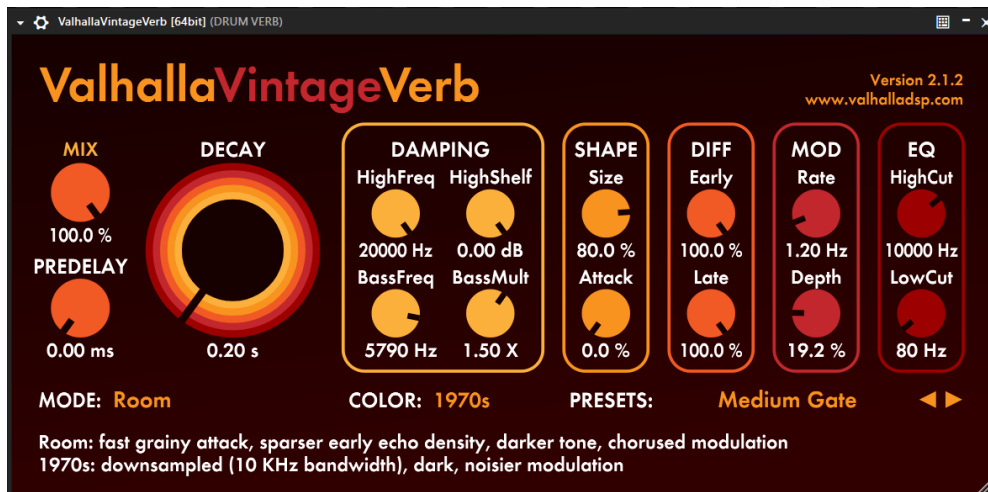 ValhallaVintageVerb [64bit] (DRUM VERB)
ValhallaVintageVerb
Version 2.1.2
www.valhalladsp.com
MIX
100.0 %
PREDELAY
0.00 ms
DECAY
0.20 s
DAMPING
HighFreq HighShelf
20000 Hz 0.00 dB
BassFreq BassMult
5790 Hz 1.50 X
SHAPE
Size
80.0 %
Attack
0.0 %
DIFF
Early
100.0 %
Late
100.0 %
MOD
Rate
1.20 Hz
Depth
19.2 %
EQ
HighCut
10000 Hz
LowCut
80 Hz
MODE: Room COLOR: 1970s PRESETS: Medium Gate
Room: fast grainy attack, sparser early echo density, darker tone, chorused modulation
1970s: downsampled (10 KHz bandwidth), dark, noisier modulation